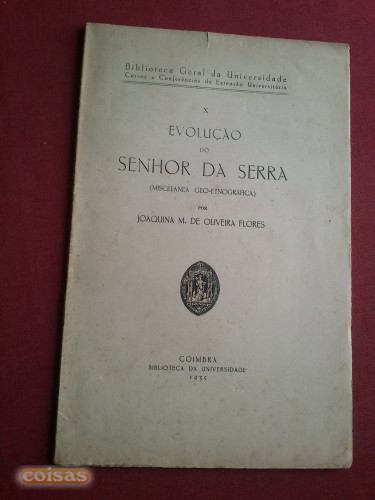 Biblioteca Geral da Universidade
Cursos e Conferências de Extensão Universitária
X
EVOLUÇÃO
DO
SENHOR DA SERRA
(MISCELANEA GEO-ETNOGRÁFICA)
POR
JOAQUINA M. DE OLIVEIRA FLORES
COIMBRA
BIBLIOTECA DA UNIVERSIDADE
1935
coisas